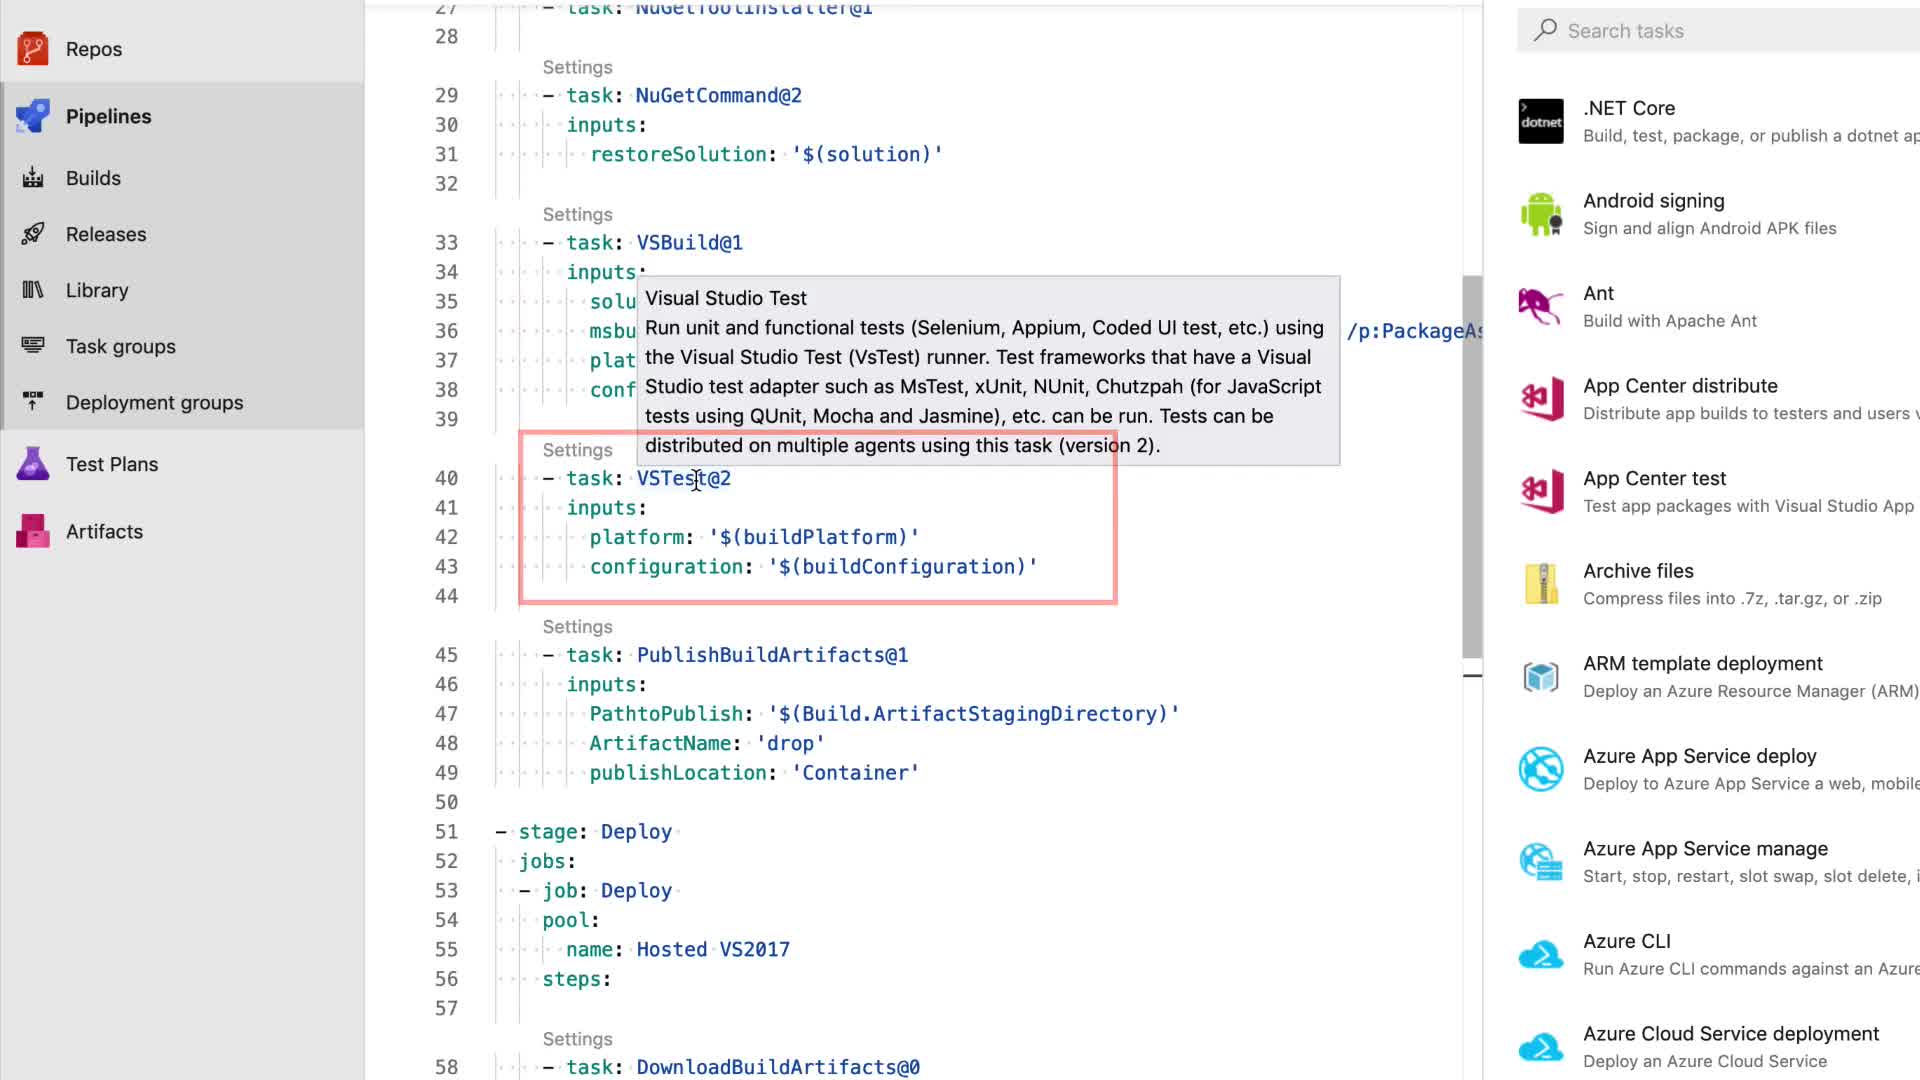 Repos
Pipelines
Builds
Releases
Library
Task groups
Deployment groups
Test Plans
Artifacts
27 - task: NuGetToolInstaller@1
28
Settings
29 - task: NuGetCommand@2
30 inputs:
31 restoreSolution: '$(solution)'
32
Settings
33 - task: VSBuild@1
34 inputs:
35 solu
36 msbu /p:PackageAs
37 plat
38 conf
39
Visual Studio Test
Run unit and functional tests (Selenium, Appium, Coded UI test, etc.) using
the Visual Studio Test (VsTest) runner. Test frameworks that have a Visual
Studio test adapter such as MsTest, xUnit, NUnit, Chutzpah (for JavaScript
tests using QUnit, Mocha and Jasmine), etc. can be run. Tests can be
distributed on multiple agents using this task (version 2).
Settings
40 - task: VSTest@2
41 inputs:
42 platform: '$(buildPlatform)'
43 configuration: '$(buildConfiguration)'
44
Settings
45 - task: PublishBuildArtifacts@1
46 inputs:
47 PathtoPublish: '$(Build.ArtifactStagingDirectory)'
48 ArtifactName: 'drop'
49 publishLocation: 'Container'
50
51 - stage: Deploy
52 jobs:
53 - job: Deploy
54 pool:
55 name: Hosted VS2017
56 steps:
57
Settings
58 - task: DownloadBuildArtifacts@0
Search tasks
dotnet
.NET Core
Build, test, package, or publish a dotnet ap
Android signing
Sign and align Android APK files
Ant
Build with Apache Ant
App Center distribute
Distribute app builds to testers and users v
App Center test
Test app packages with Visual Studio App
Archive files
Compress files into .7z, .tar.gz, or .zip
ARM template deployment
Deploy an Azure Resource Manager (ARM)
Azure App Service deploy
Deploy to Azure App Service a web, mobile
Azure App Service manage
Start, stop, restart, slot swap, slot delete, i
Azure CLI
Run Azure CLI commands against an Azure
Azure Cloud Service deployment
Deploy an Azure Cloud Service